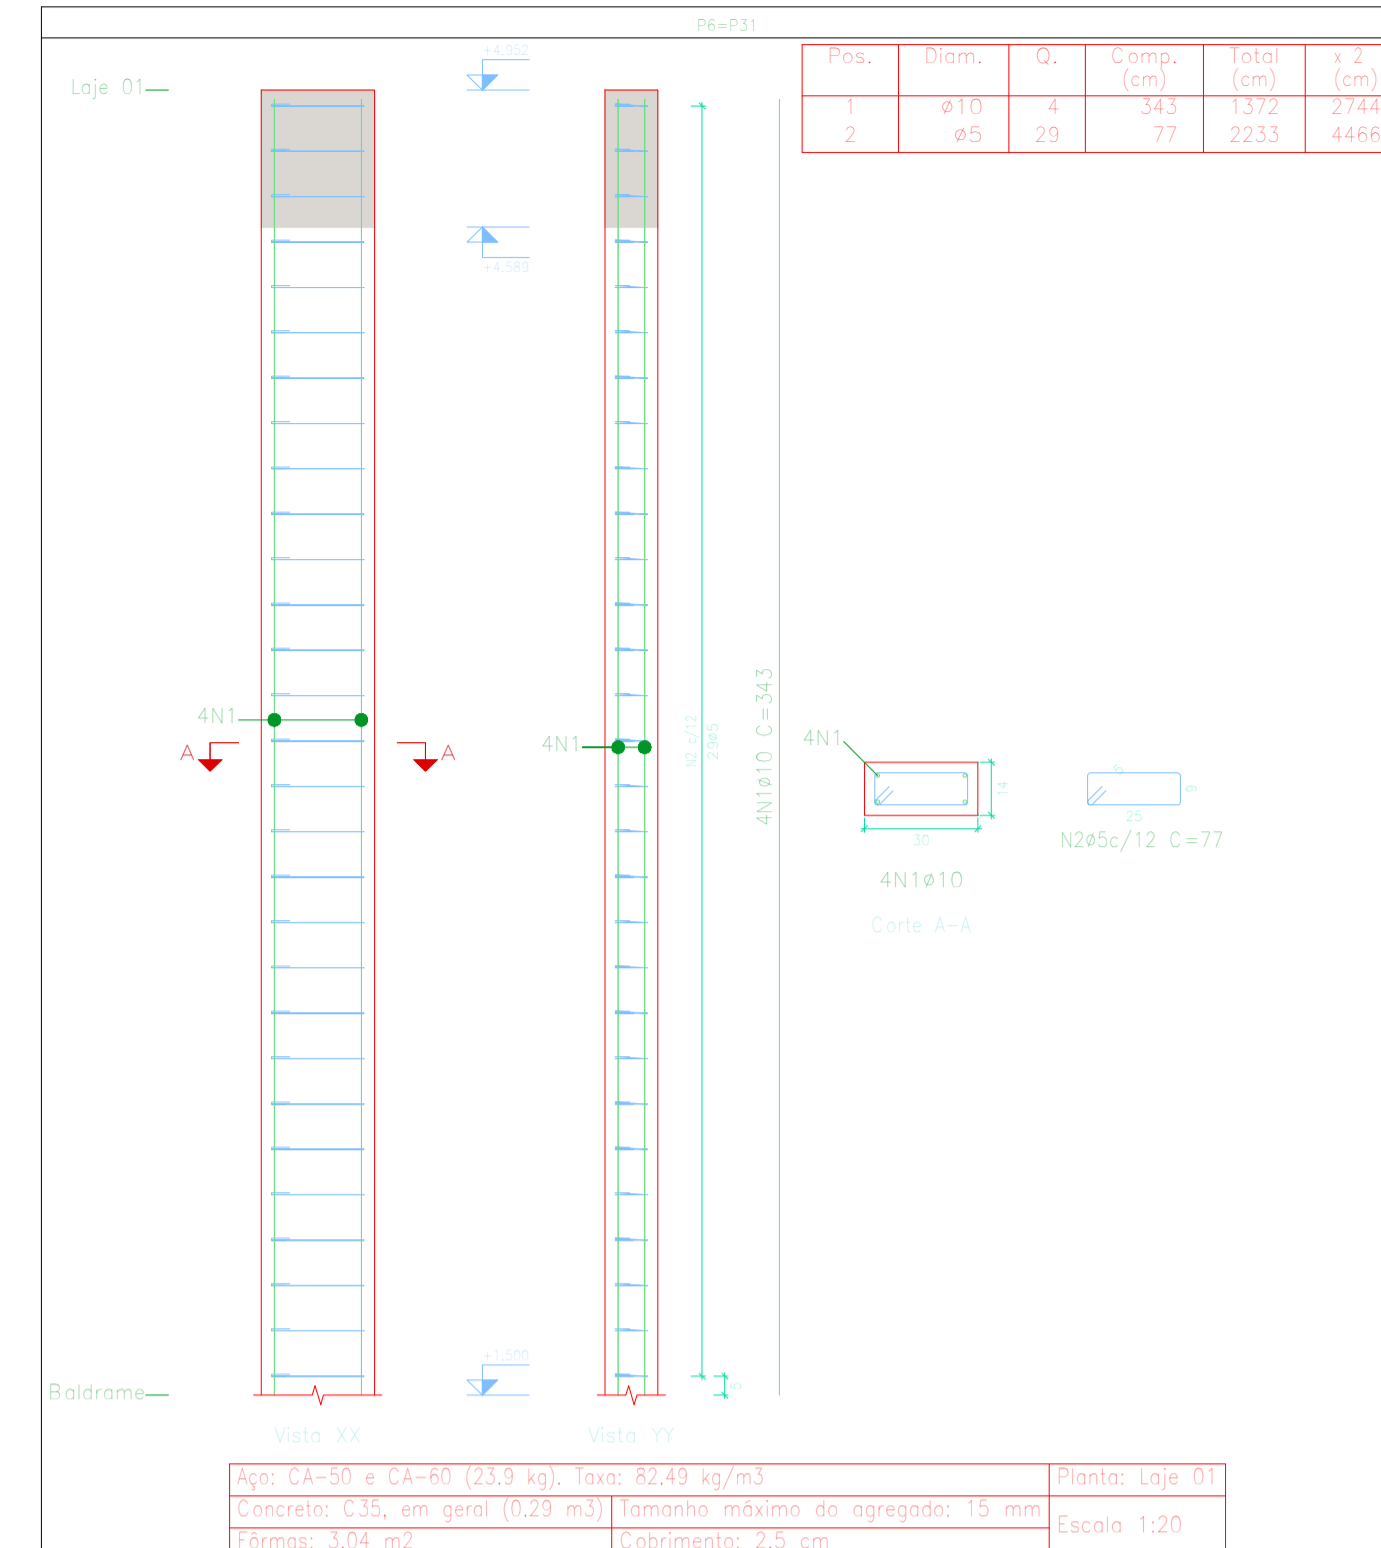 P6=P31
+4.952
Laje 01
Pos. Diam. Q. Comp. (cm) Total (cm) x 2 (cm)
1 ø10 4 343 1372 2744
2 ø5 29 77 2233 4466
+4.589
4N1
A A
4N1
N2 c/12
29ø5
4N1ø10 C=343
4N1
14
30
4N1ø10
Corte A-A
5
9
25
N2ø5c/12 C=77
+1.500
5
Baldrame
Vista XX
Vista YY
Aço: CA-50 e CA-60 (23.9 kg). Taxa: 82.49 kg/m3
Planta: Laje 01
Concreto: C35, em geral (0.29 m3)
Tamanho máximo do agregado: 15 mm
Escala 1:20
Fôrmas: 3.04 m2
Cobrimento: 2.5 cm